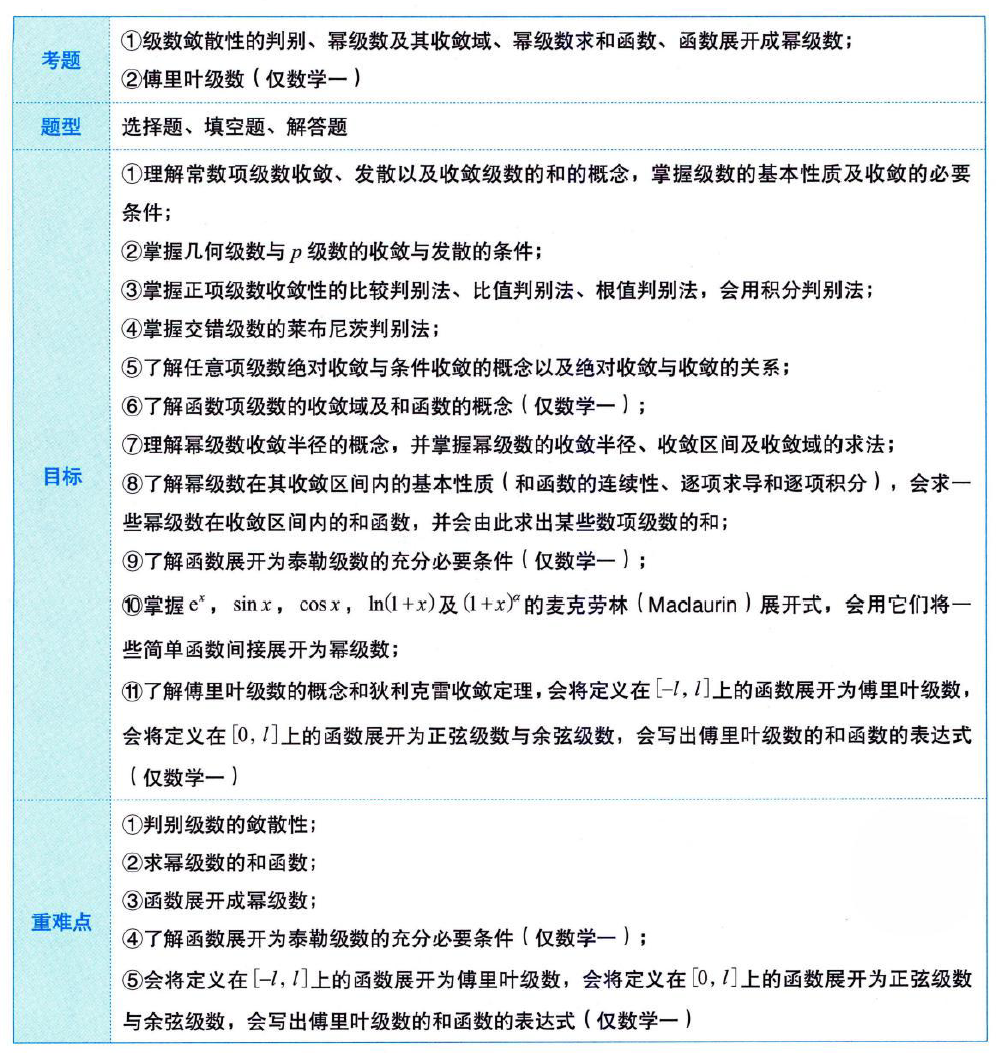 考题
①级数敛散性的判别、幂级数及其收敛域、幂级数求和函数、函数展开成幂级数；
②傅里叶级数（仅数学一）
题型
选择题、填空题、解答题
目标
①理解常数项级数收敛、发散以及收敛级数的和的概念，掌握级数的基本性质及收敛的必要
条件；
②掌握几何级数与 p 级数的收敛与发散的条件；
③掌握正项级数收敛性的比较判别法、比值判别法、根值判别法，会用积分判别法；
④掌握交错级数的莱布尼茨判别法；
⑤了解任意项级数绝对收敛与条件收敛的概念以及绝对收敛与收敛的关系；
⑥了解函数项级数的收敛域及和函数的概念（仅数学一）；
⑦理解幂级数收敛半径的概念，并掌握幂级数的收敛半径、收敛区间及收敛域的求法；
⑧了解幂级数在其收敛区间内的基本性质（和函数的连续性、逐项求导和逐项积分），会求一
些幂级数在收敛区间内的和函数，并会由此求出某些数项级数的和；
⑨了解函数展开为泰勒级数的充分必要条件（仅数学一）；
⑩掌握 eˣ，sin x，cos x，ln(1+x)及(1+x)ᵅ的麦克劳林（Maclaurin）展开式，会用它们将一
些简单函数间接展开为幂级数；
⑪了解傅里叶级数的概念和狄利克雷收敛定理，会将定义在[-l, l]上的函数展开为傅里叶级数，
会将定义在[0, l]上的函数展开为正弦级数与余弦级数，会写出傅里叶级数的和函数的表达式
（仅数学一）
重难点
①判别级数的敛散性；
②求幂级数的和函数；
③函数展开成幂级数；
④了解函数展开为泰勒级数的充分必要条件（仅数学一）；
⑤会将定义在[-l, l]上的函数展开为傅里叶级数，会将定义在[0, l]上的函数展开为正弦级数
与余弦级数，会写出傅里叶级数的和函数的表达式（仅数学一）